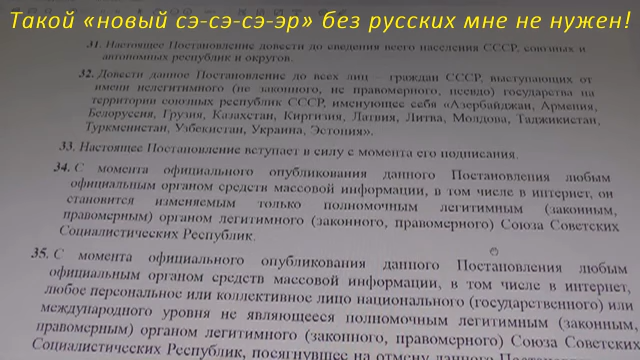 Такой «новый сэ-сэ-сэ-эр» без русских мне не нужен!
31. Настоящее Постановление довести до сведения всего населения СССР, союзных и
автономных республик и округов.
32. Довести данное Постановление до всех лиц – граждан СССР, выступающих от
имени нелегитимного (не законного, не правомерного, псевдо) государства на
территории союзных республик СССР, именующее себя «Азербайджан, Армения,
Белоруссия, Грузия, Казахстан, Киргизия, Латвия, Литва, Молдова, Таджикистан,
Туркменистан, Узбекистан, Украина, Эстония».
33. Настоящее Постановление вступает в силу с момента его подписания.
34. С момента официального опубликования данного Постановления любым
официальным органом средств массовой информации, в том числе в интернет, он
становится изменяемым только полномочным легитимным (законным,
правомерным) органом легитимного (законного, правомерного) Союза Советских
Социалистических Республик.
35. С момента официального опубликования данного Постановления любым
официальным органом средств массовой информации, в том числе в интернет,
любое персональное или коллективное лицо национального (государственного) или
международного уровня не являющееся полномочным легитимным (законным,
правомерным) органом легитимного (законного, правомерного) Союза Советских
Социалистических Республик, посягнувшее на отмену данного